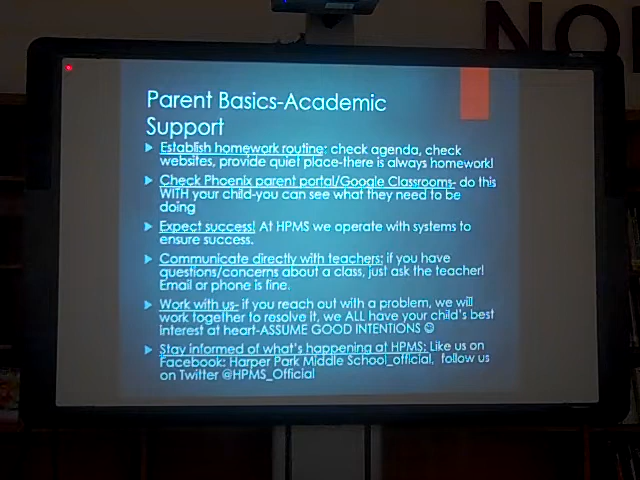 NO
Parent Basics-Academic
Support
Establish homework routine: check agenda, check
websites, provide quiet place-there is always homework!
Check Phoenix parent portal/Google Classrooms- do this
WITH your child-you can see what they need to be
doing
Expect success! At HPMS we operate with systems to
ensure success.
Communicate directly with teachers: if you have
questions/concerns about a class, just ask the teacher!
Email or phone is fine.
Work with us- if you reach out with a problem, we will
work together to resolve it, we ALL have your child's best
interest at heart-ASSUME GOOD INTENTIONS ☺
Stay informed of what's happening at HPMS: Like us on
Facebook: Harper Park Middle School_official, follow us
on Twitter @HPMS_Official